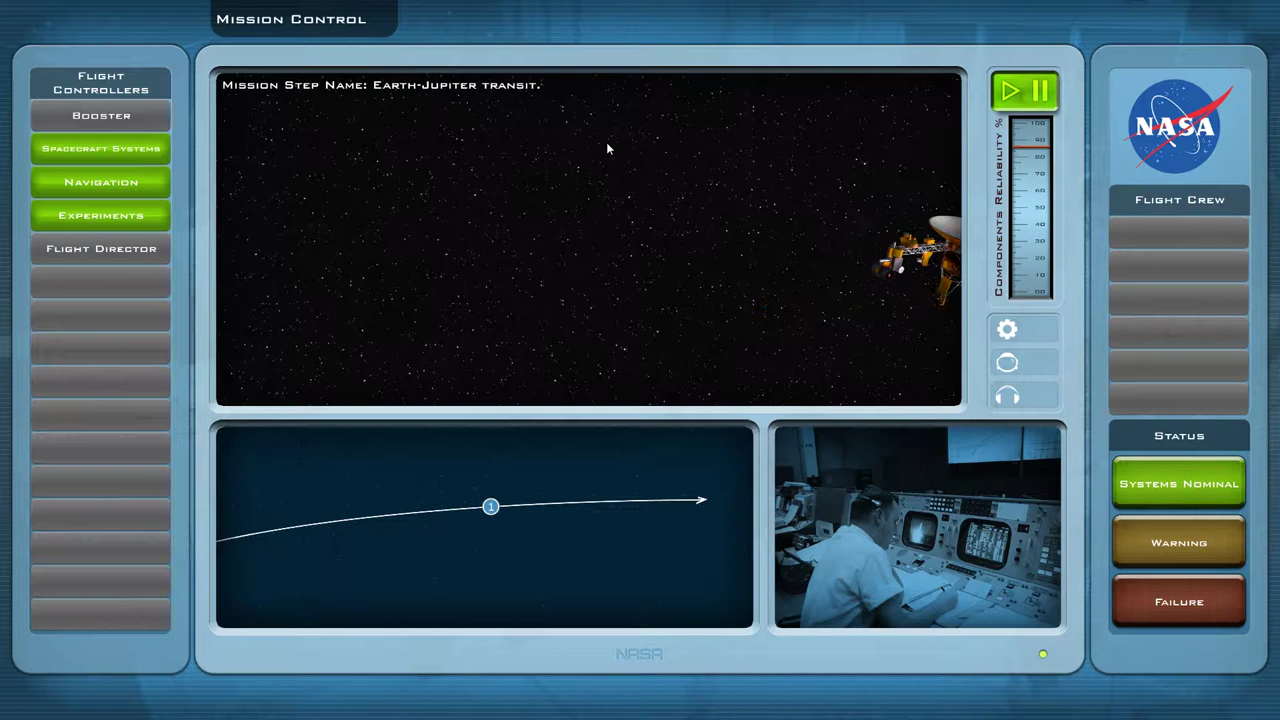 Mission Control
Flight
Controllers
Booster
Spacecraft Systems
Navigation
Experiments
Flight Director
Mission Step Name: Earth-Jupiter transit.
1
Components Reliability %
100
90
80
70
60
50
40
30
20
10
00
NASA
NASA
Flight Crew
Status
Systems Nominal
Warning
Failure